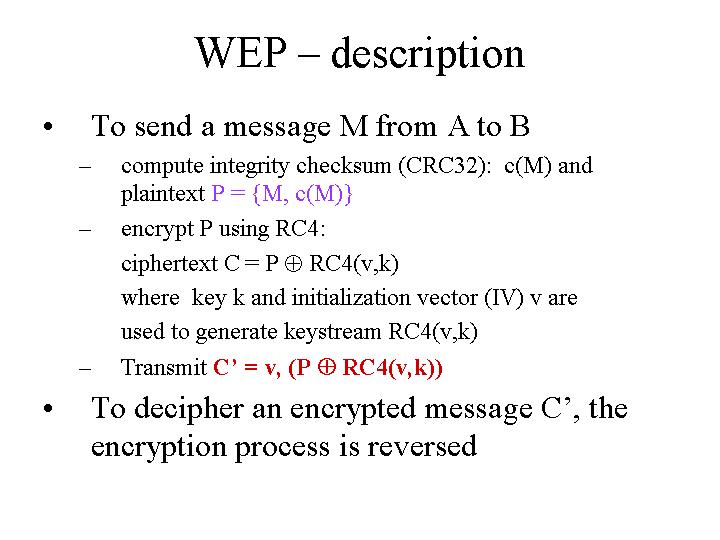 WEP – description
• To send a message M from A to B
– compute integrity checksum (CRC32): c(M) and
plaintext P = {M, c(M)}
– encrypt P using RC4:
ciphertext C = P ⊕ RC4(v,k)
where key k and initialization vector (IV) v are
used to generate keystream RC4(v,k)
– Transmit C’ = v, (P ⊕ RC4(v,k))
• To decipher an encrypted message C’, the
encryption process is reversed